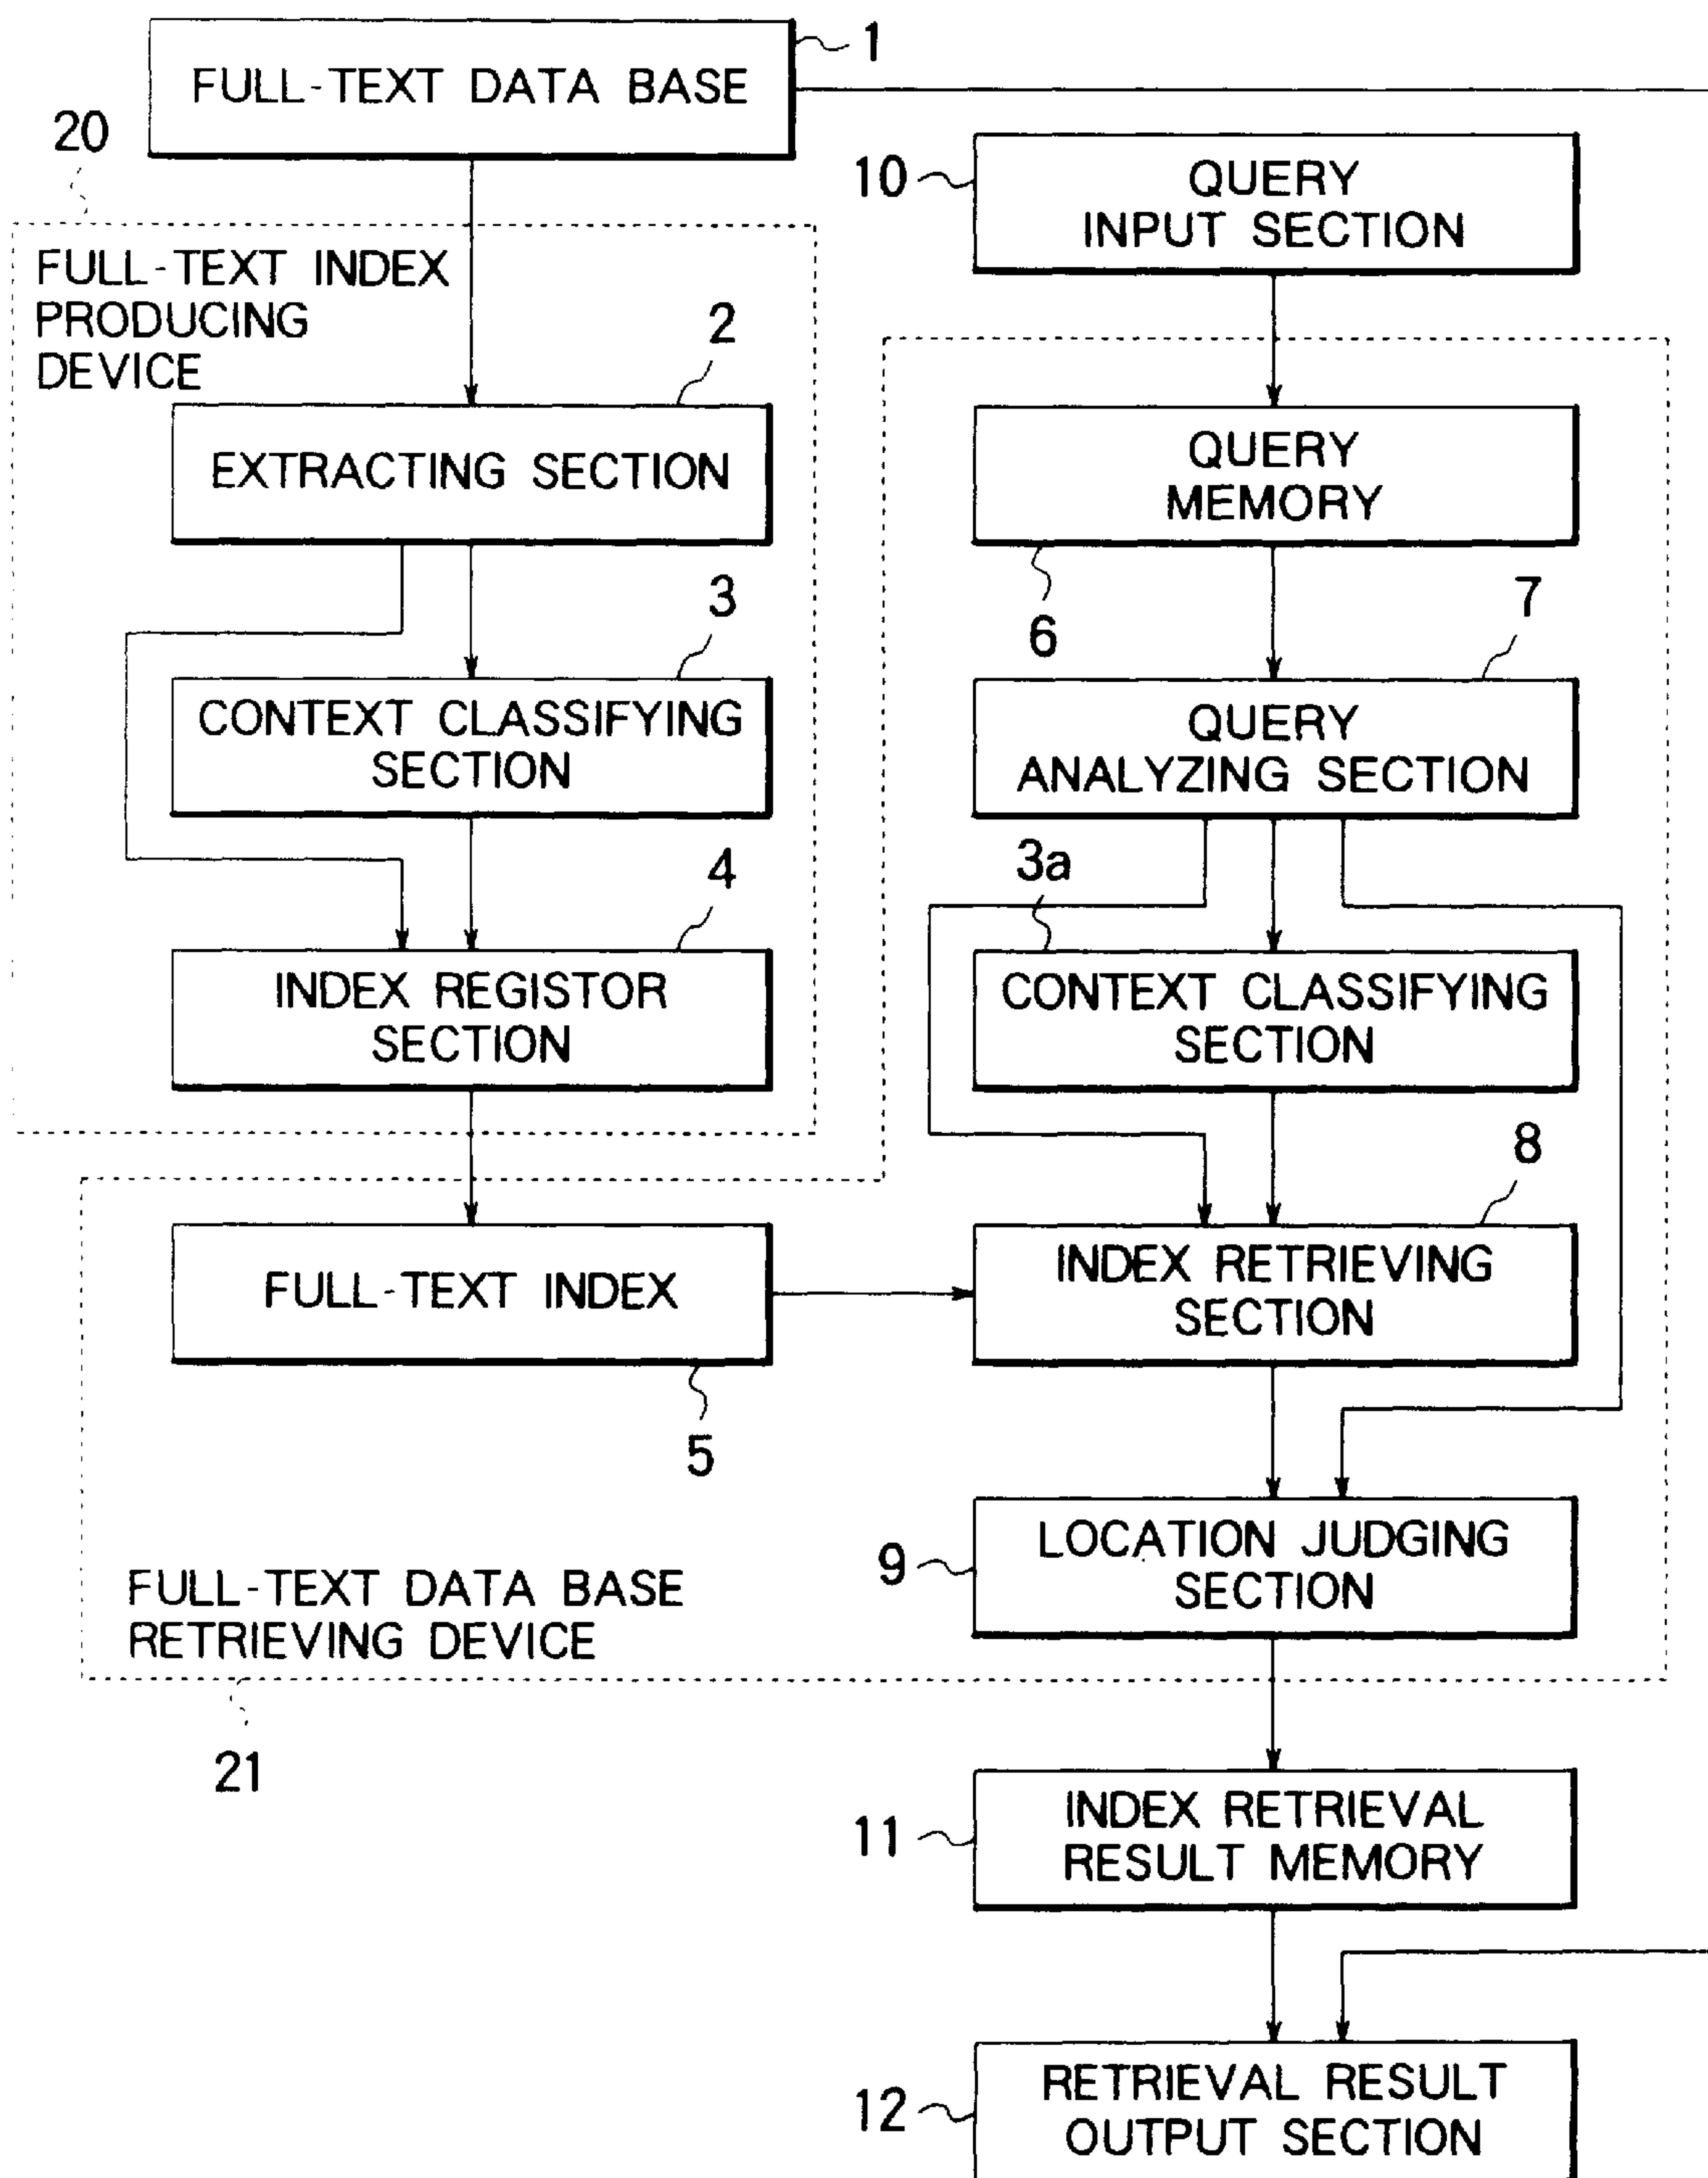 1
FULL-TEXT DATA BASE
20
10
QUERY
INPUT SECTION
FULL-TEXT INDEX
PRODUCING
DEVICE
2
EXTRACTING SECTION
QUERY
MEMORY
6
3
CONTEXT CLASSIFYING
SECTION
7
QUERY
ANALYZING SECTION
4
INDEX REGISTOR
SECTION
3a
CONTEXT CLASSIFYING
SECTION
8
FULL-TEXT INDEX
5
INDEX RETRIEVING
SECTION
9
LOCATION JUDGING
SECTION
FULL-TEXT DATA BASE
RETRIEVING DEVICE
21
11
INDEX RETRIEVAL
RESULT MEMORY
12
RETRIEVAL RESULT
OUTPUT SECTION